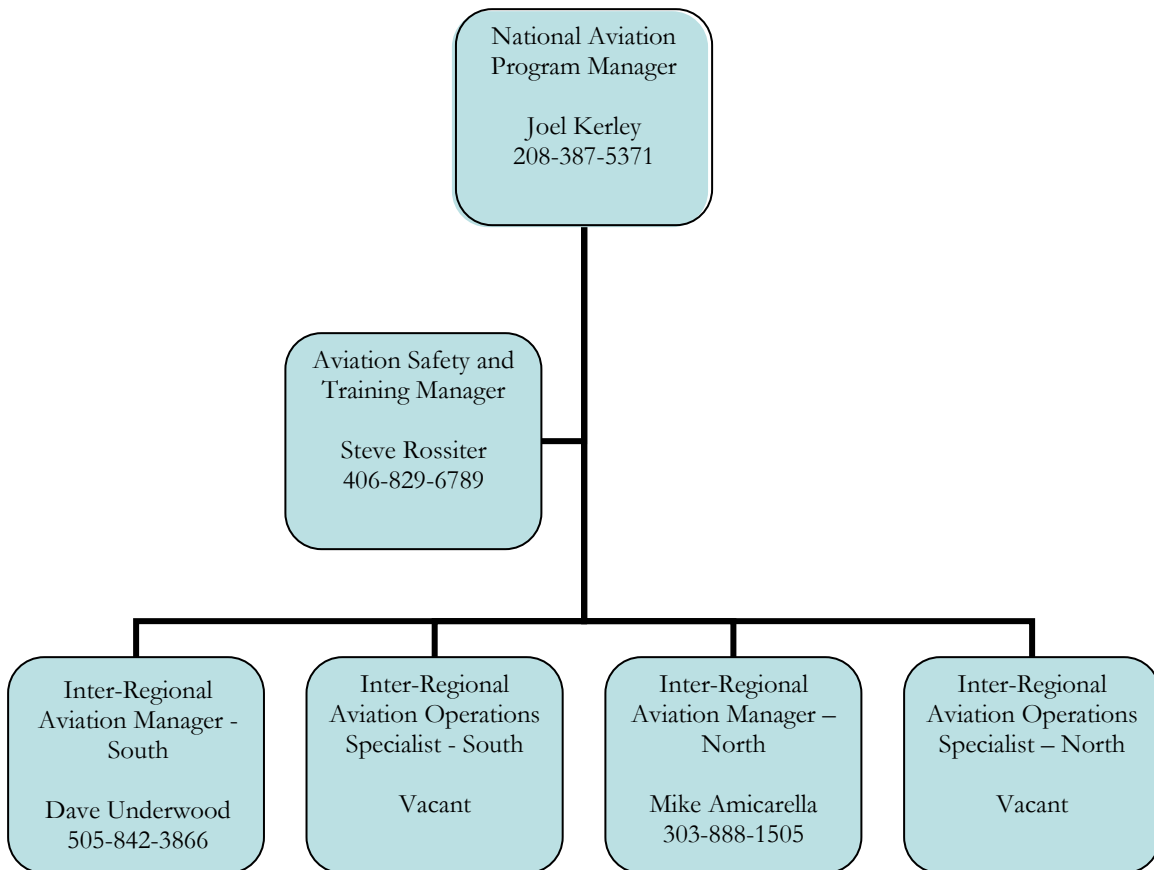 National Aviation
Program Manager
Joel Kerley
208-387-5371
Aviation Safety and
Training Manager
Steve Rossiter
406-829-6789
Inter-Regional
Aviation Manager -
South
Dave Underwood
505-842-3866
Inter-Regional
Aviation Operations
Specialist - South
Vacant
Inter-Regional
Aviation Manager –
North
Mike Amicarella
303-888-1505
Inter-Regional
Aviation Operations
Specialist – North
Vacant